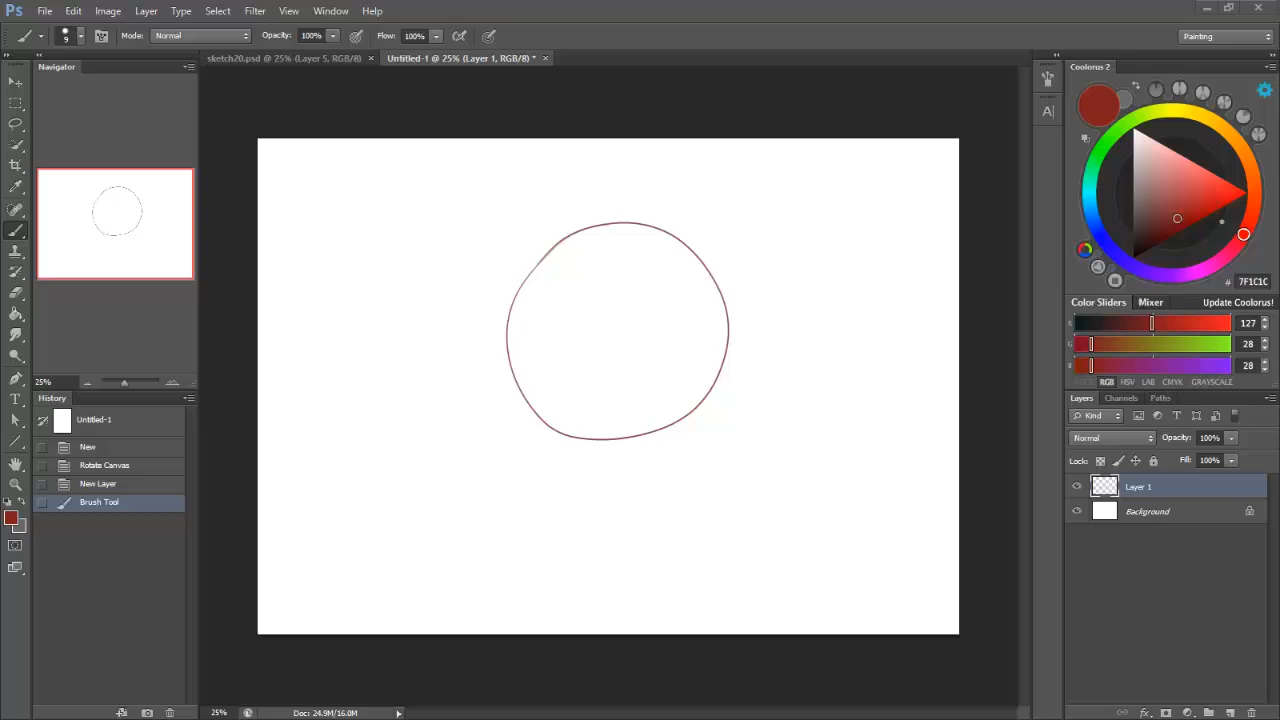 Ps File Edit Image Layer Type Select Filter View Window Help
9 Mode: Normal Opacity: 100% Flow: 100% Painting
sketch20.psd @ 25% (Layer 5, RGB/8) × Untitled-1 @ 25% (Layer 1, RGB/8) * ×
Navigator
25%
History
Untitled-1
New
Rotate Canvas
New Layer
Brush Tool
25% Doc: 24.9M/16.0M
A
Coolorus 2
# 7F1C1C
Color Sliders Mixer Update Coolorus!
127
G 28
28
RGB HSV LAB CMYK GRAYSCALE
Layers Channels Paths
Kind
Normal Opacity: 100%
Lock: Fill: 100%
Layer 1
Background
fx